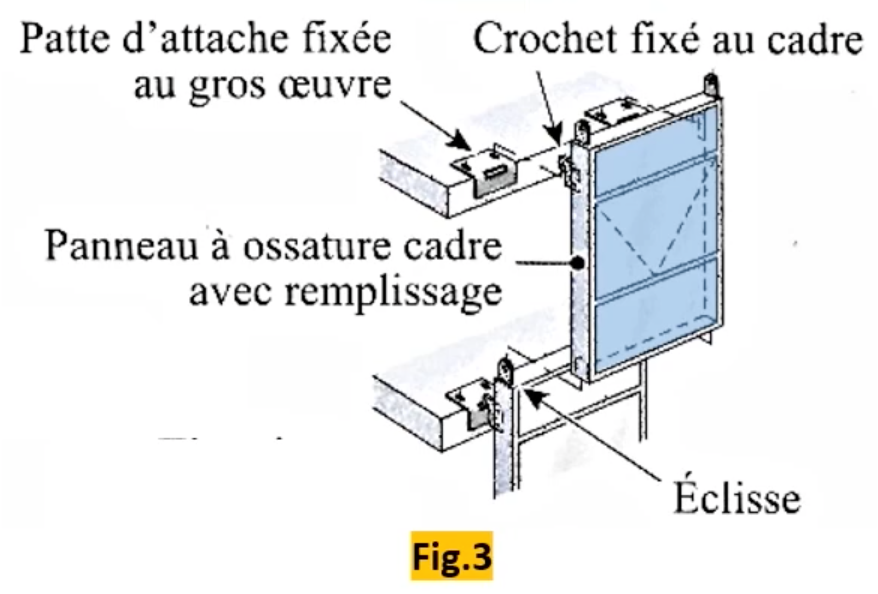 Patte d’attache fixée
au gros œuvre
Crochet fixé au cadre
Panneau à ossature cadre
avec remplissage
Éclisse
Fig.3